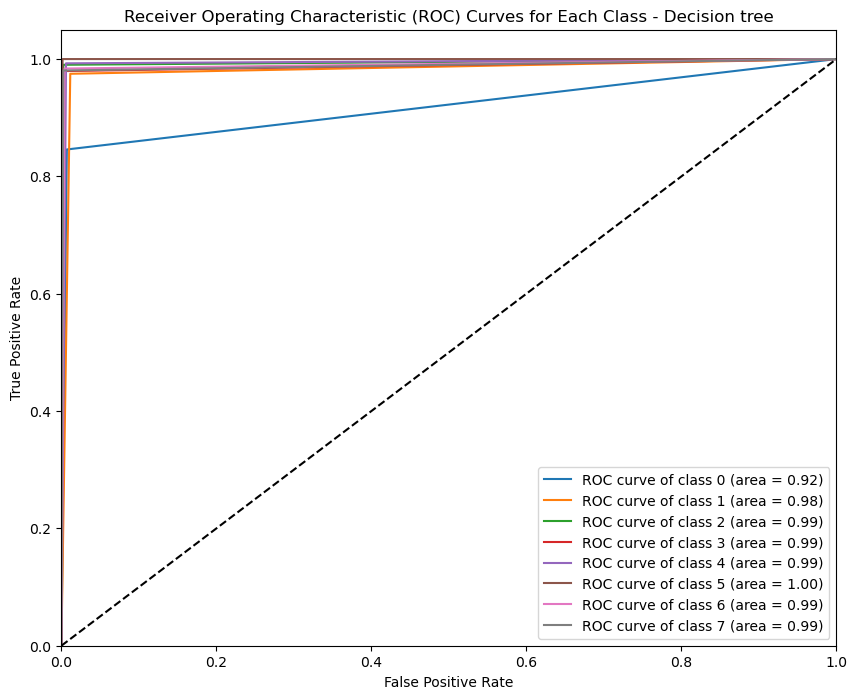 Receiver Operating Characteristic (ROC) Curves for Each Class - Decision tree
True Positive Rate
1.0
0.8
0.6
0.4
0.2
0.0
0.0 0.2 0.4 0.6 0.8 1.0
False Positive Rate
ROC curve of class 0 (area = 0.92)
ROC curve of class 1 (area = 0.98)
ROC curve of class 2 (area = 0.99)
ROC curve of class 3 (area = 0.99)
ROC curve of class 4 (area = 0.99)
ROC curve of class 5 (area = 1.00)
ROC curve of class 6 (area = 0.99)
ROC curve of class 7 (area = 0.99)